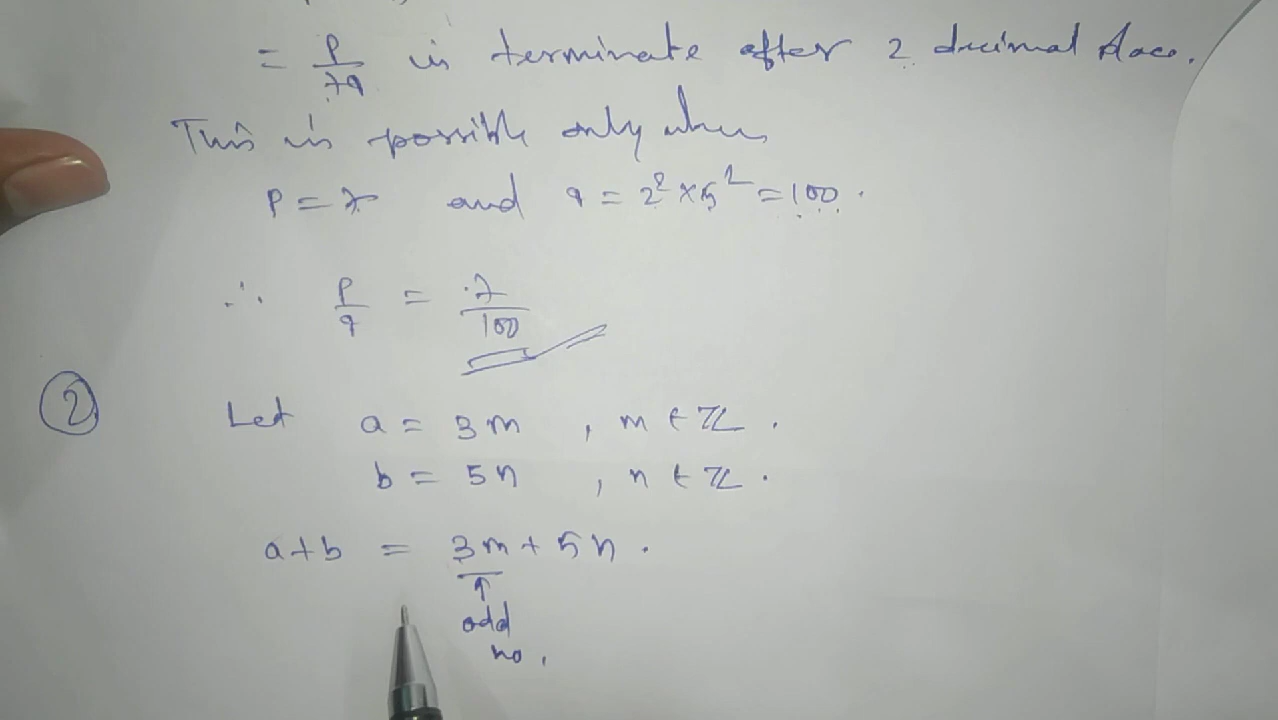 = p/7q is terminate after 2 decimal place.
This is possible only when
p = 7 and q = 2² × 5² = 100.
∴ p/q = 7/100
② Let a = 3m , m ∈ ℤ.
b = 5n , n ∈ ℤ.
a+b = 3m + 5n.
↑
odd
no.